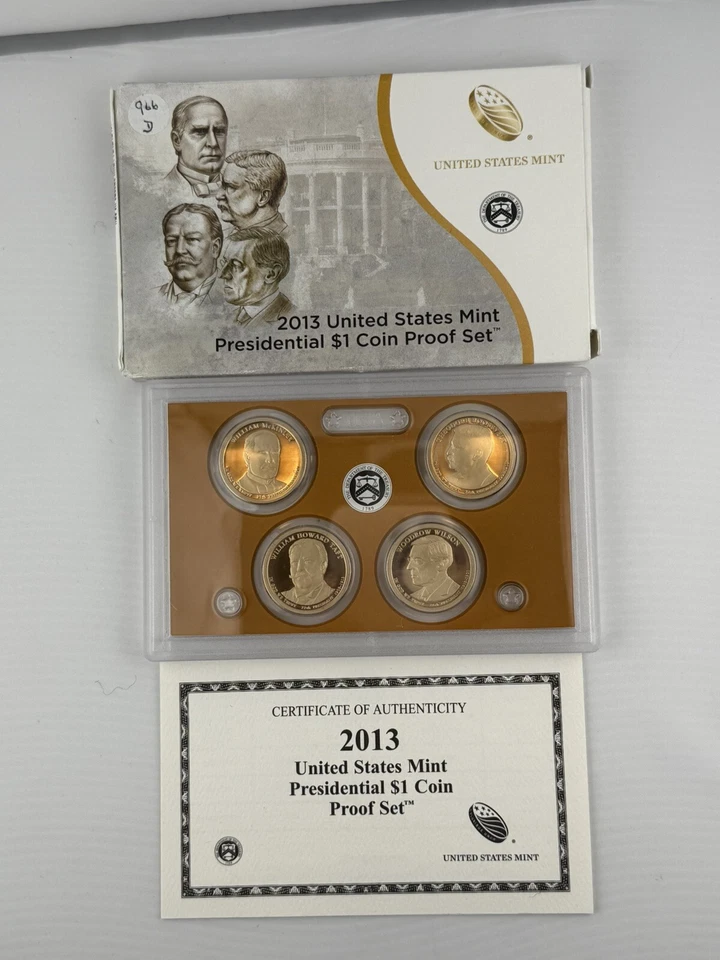 966
D
UNITED STATES MINT
2013 United States Mint
Presidential $1 Coin Proof Set™
WILLIAM McKINLEY
WILLIAM HOWARD TAFT
WOODROW WILSON
1789
CERTIFICATE OF AUTHENTICITY
2013
United States Mint
Presidential $1 Coin
Proof Set™
UNITED STATES MINT